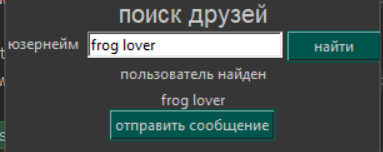 поиск друзей
юзернейм frog lover найти
пользователь найден
frog lover
отправить сообщение